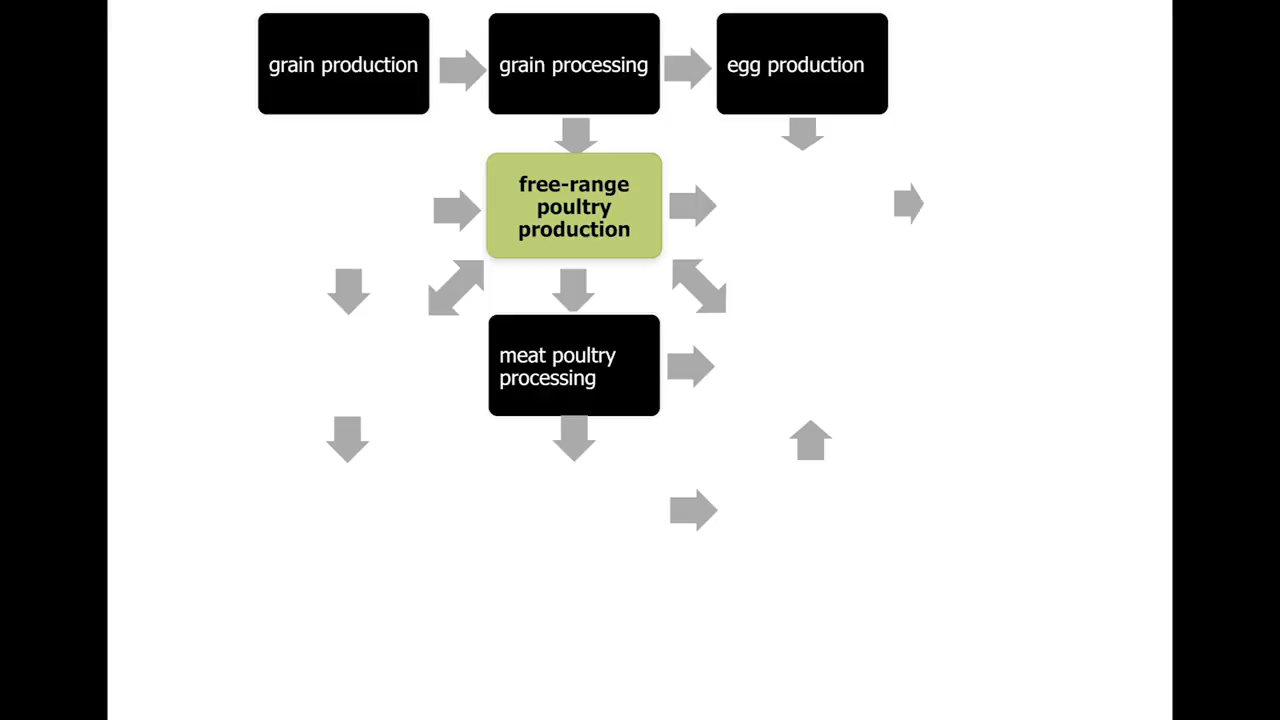 grain production
grain processing
egg production
free-range
poultry
production
meat poultry
processing